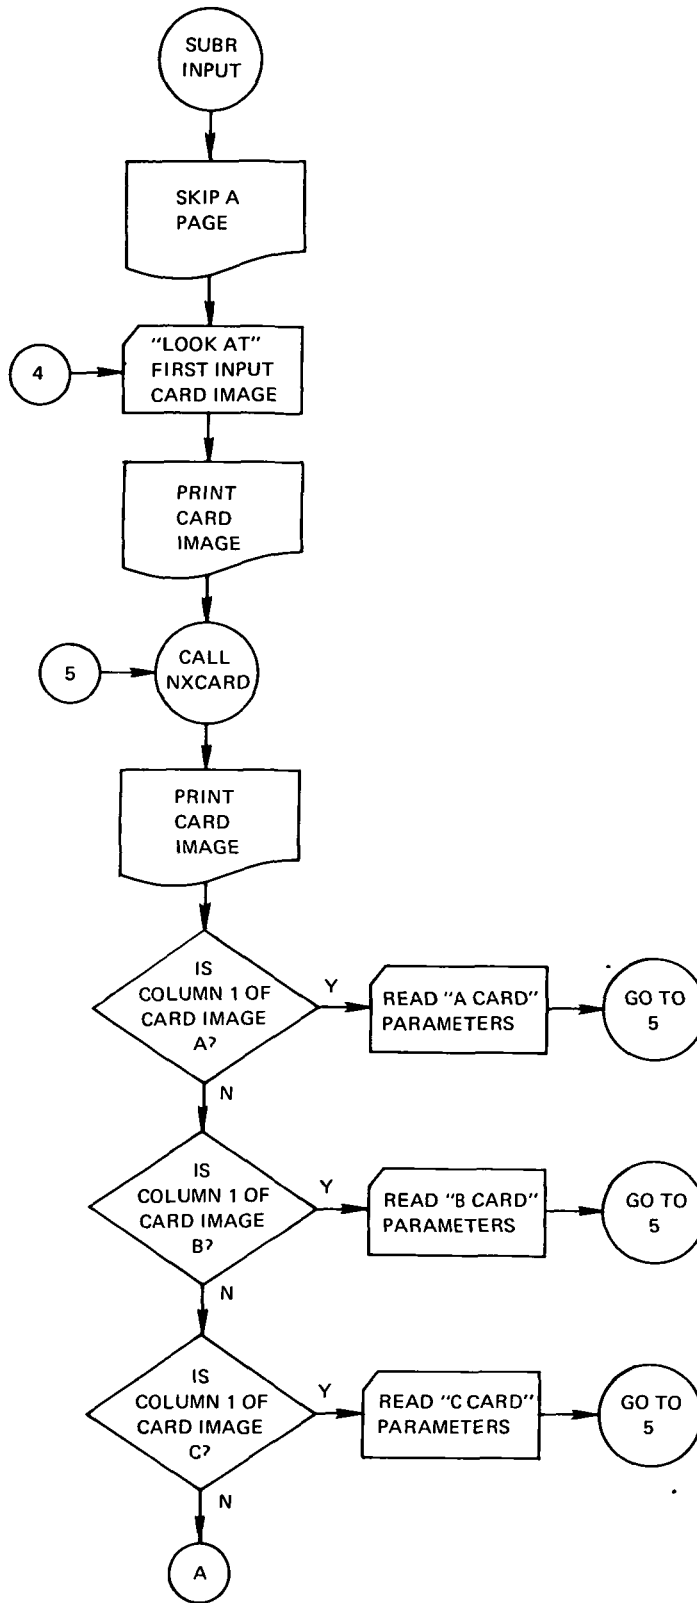 SUBR
INPUT
SKIP A
PAGE
"LOOK AT"
FIRST INPUT
CARD IMAGE
4
PRINT
CARD
IMAGE
5
CALL
NXCARD
PRINT
CARD
IMAGE
IS
COLUMN 1 OF
CARD IMAGE
A?
Y
READ "A CARD"
PARAMETERS
GO TO
5
N
IS
COLUMN 1 OF
CARD IMAGE
B?
Y
READ "B CARD"
PARAMETERS
GO TO
5
N
IS
COLUMN 1 OF
CARD IMAGE
C?
Y
READ "C CARD"
PARAMETERS
GO TO
5
N
A